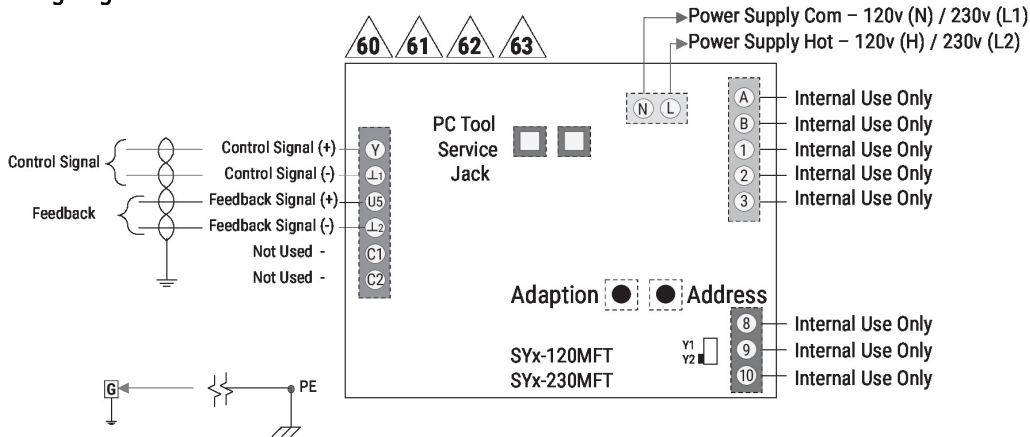 Power Supply Com – 120v (N) / 230v (L1)
Power Supply Hot – 120v (H) / 230v (L2)
60 61 62 63
N L
PC Tool
Service
Jack
A Internal Use Only
B Internal Use Only
1 Internal Use Only
2 Internal Use Only
3 Internal Use Only
Control Signal
Feedback
Control Signal (+) Y
Control Signal (-) ⊥1
Feedback Signal (+) U5
Feedback Signal (-) ⊥2
Not Used - C1
Not Used - C2
Adaption Address
8 Internal Use Only
9 Internal Use Only
10 Internal Use Only
Y1
Y2
SYx-120MFT
SYx-230MFT
G PE